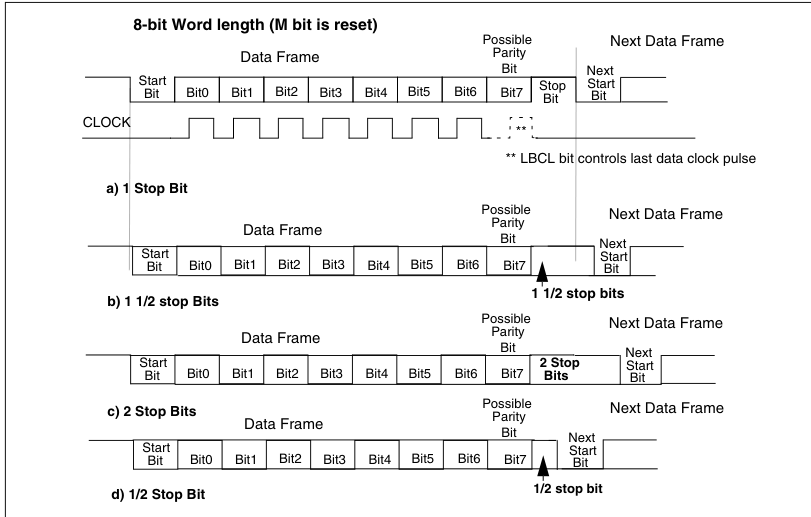 8-bit Word length (M bit is reset)
Data Frame
Possible
Parity
Bit
Next Data Frame
Start
Bit
Bit0
Bit1
Bit2
Bit3
Bit4
Bit5
Bit6
Bit7
Stop
Bit
Next
Start
Bit
CLOCK
**
** LBCL bit controls last data clock pulse
a) 1 Stop Bit
Data Frame
Possible
Parity
Bit
Next Data Frame
Start
Bit
Bit0
Bit1
Bit2
Bit3
Bit4
Bit5
Bit6
Bit7
Next
Start
Bit
1 1/2 stop bits
b) 1 1/2 stop Bits
Data Frame
Possible
Parity
Bit
Next Data Frame
Start
Bit
Bit0
Bit1
Bit2
Bit3
Bit4
Bit5
Bit6
Bit7
2 Stop
Bits
Next
Start
Bit
c) 2 Stop Bits
Data Frame
Possible
Parity
Bit
Next Data Frame
Start
Bit
Bit0
Bit1
Bit2
Bit3
Bit4
Bit5
Bit6
Bit7
Next
Start
Bit
1/2 stop bit
d) 1/2 Stop Bit